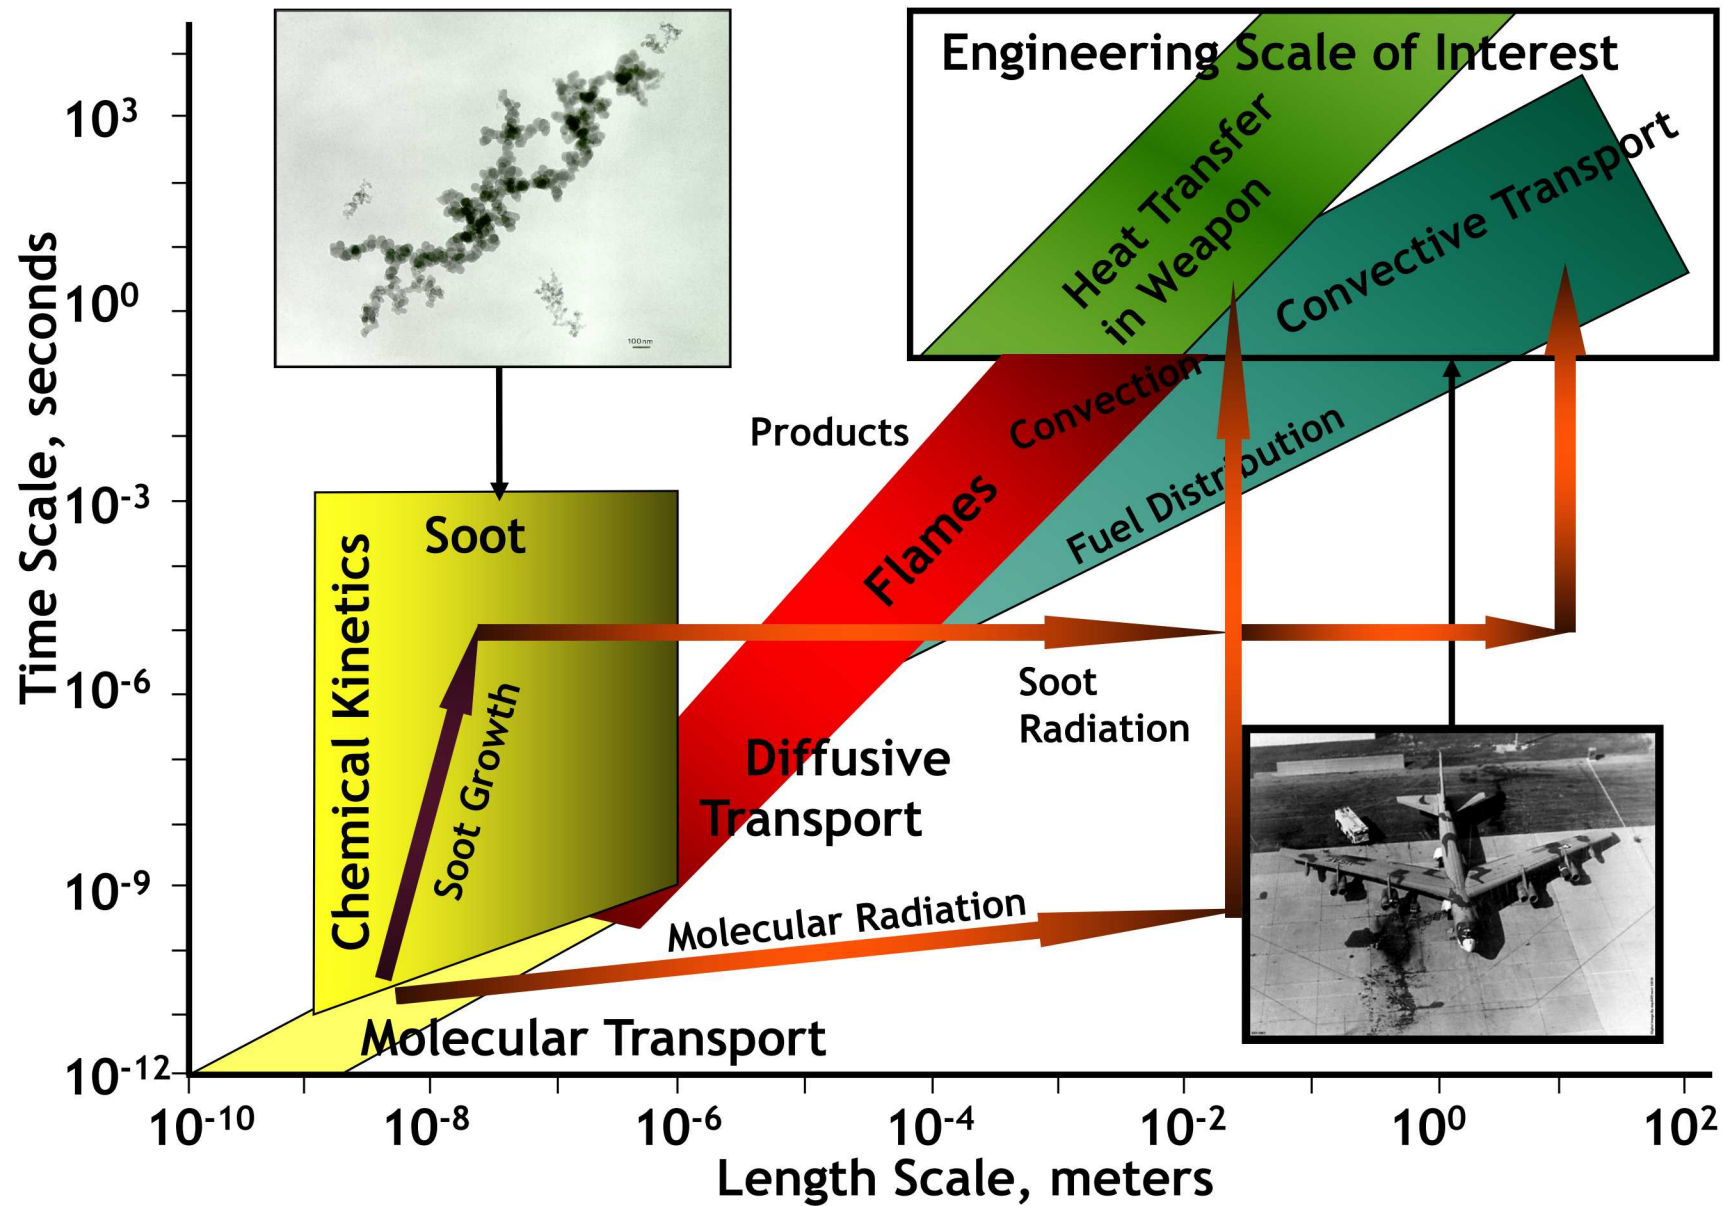 Engineering Scale of Interest
Heat Transfer
in Weapon
Convective Transport
100nm
Time Scale, seconds
10³
10⁰
10⁻³
10⁻⁶
10⁻⁹
10⁻¹²
Products
Convection
Fuel Distribution
Flames
Soot
Chemical Kinetics
Soot Growth
Soot
Radiation
Diffusive
Transport
Molecular Radiation
Molecular Transport
10⁻¹⁰
10⁻⁸
10⁻⁶
10⁻⁴
10⁻²
10⁰
10²
Length Scale, meters